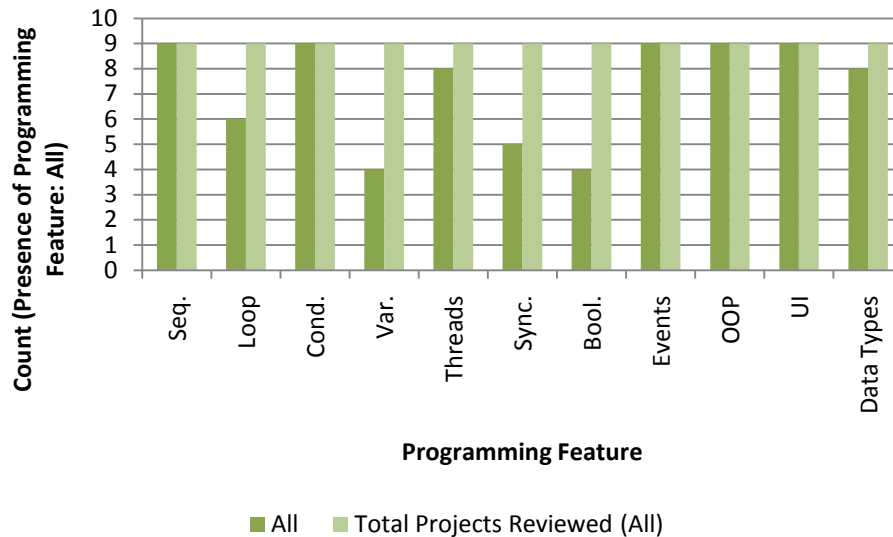 10
9
8
7
6
5
4
3
2
1
0
Count (Presence of Programming
Feature: All)
Seq.
Loop
Cond.
Var.
Threads
Sync.
Bool.
Events
OOP
UI
Data Types
Programming Feature
All
Total Projects Reviewed (All)